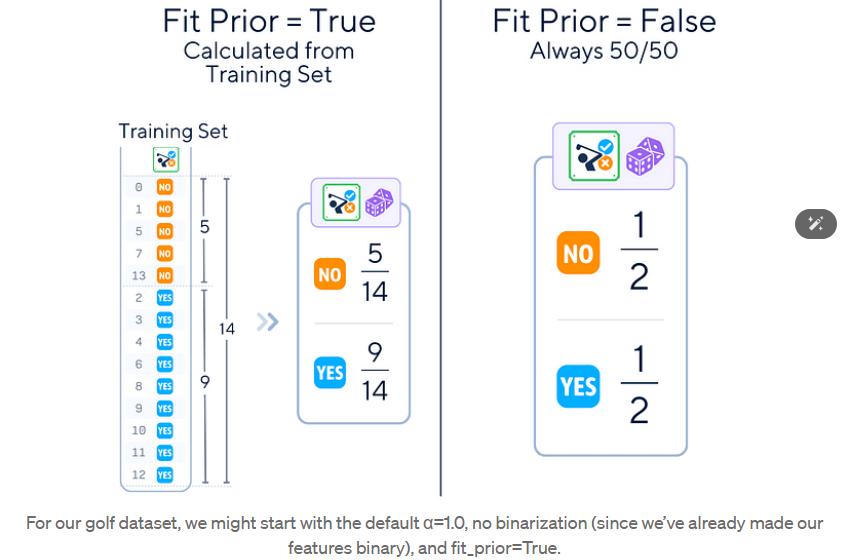 Fit Prior = True
Calculated from
Training Set
Training Set
0 NO
1 NO
5 NO
7 NO
13 NO
2 YES
3 YES
4 YES
6 YES
8 YES
9 YES
10 YES
11 YES
12 YES
5
9
14
NO 5/14
YES 9/14
Fit Prior = False
Always 50/50
NO 1/2
YES 1/2
For our golf dataset, we might start with the default α=1.0, no binarization (since we've already made our
features binary), and fit_prior=True.